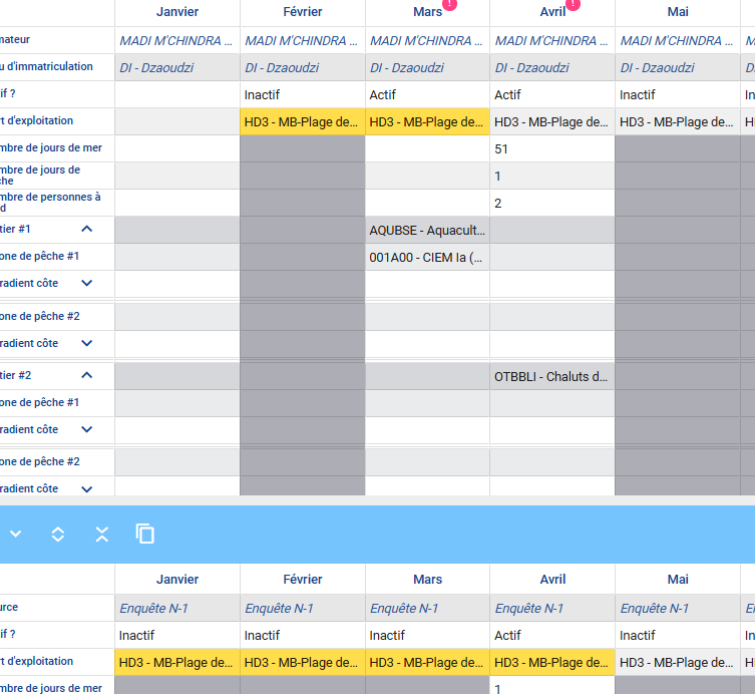 Janvier Février Mars ! Avril ! Mai
mateur MADI M'CHINDRA ... MADI M'CHINDRA ... MADI M'CHINDRA ... MADI M'CHINDRA ... MADI M'CHINDRA ... M
u d'immatriculation DI - Dzaoudzi DI - Dzaoudzi DI - Dzaoudzi DI - Dzaoudzi DI - Dzaoudzi D
if ? Inactif Actif Actif Inactif In
t d'exploitation HD3 - MB-Plage de... HD3 - MB-Plage de... HD3 - MB-Plage de... HD3 - MB-Plage de... H
mbre de jours de mer 51
mbre de jours de
che 1
mbre de personnes à
d 2
tier #1 AQUBSE - Aquacult...
one de pêche #1 001A00 - CIEM Ia (...
radient côte
one de pêche #2
radient côte
tier #2 OTBBLI - Chaluts d...
one de pêche #1
radient côte
one de pêche #2
radient côte
Janvier Février Mars Avril Mai
urce Enquête N-1 Enquête N-1 Enquête N-1 Enquête N-1 Enquête N-1 E
if ? Inactif Inactif Inactif Actif Inactif In
t d'exploitation HD3 - MB-Plage de... HD3 - MB-Plage de... HD3 - MB-Plage de... HD3 - MB-Plage de... HD3 - MB-Plage de... H
mbre de jours de mer 1